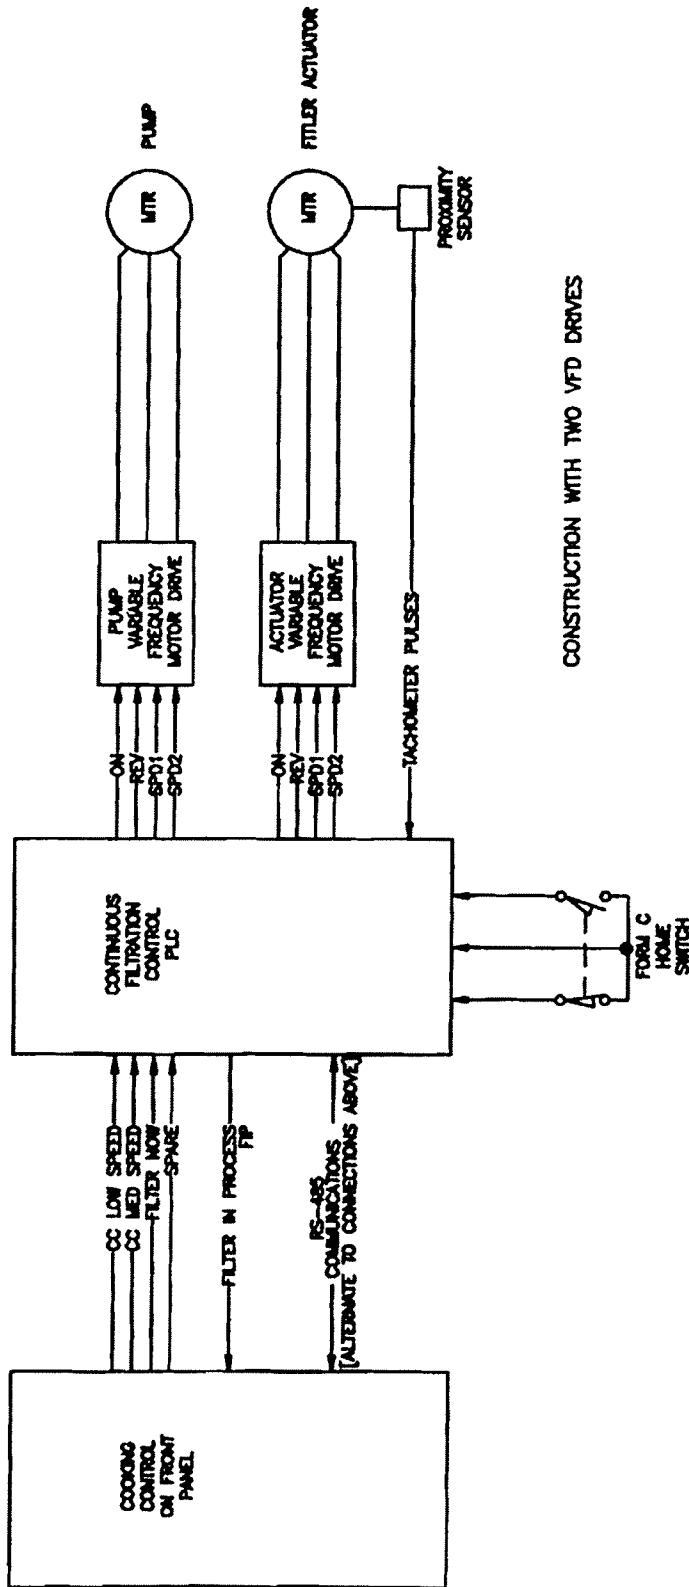 COOKING
CONTROL
ON FRONT
PANEL
CC LOW SPEED
CC MED SPEED
FILTER NOW
SPARE
FILTER IN PROCESS
FIP
RS-485
COMMUNICATIONS
[ALTERNATE TO CONNECTIONS ABOVE]
CONTINUOUS
FILTRATION
CONTROL
PLC
FORM C
HOME
SWITCH
ON
REV
SPD1
SPD2
PUMP
VARIABLE
FREQUENCY
MOTOR DRIVE
MTR
PUMP
ON
REV
SPD1
SPD2
ACTUATOR
VARIABLE
FREQUENCY
MOTOR DRIVE
MTR
FITLER ACTUATOR
TACHOMETER PULSES
PROXIMITY
SENSOR
CONSTRUCTION WITH TWO VFD DRIVES